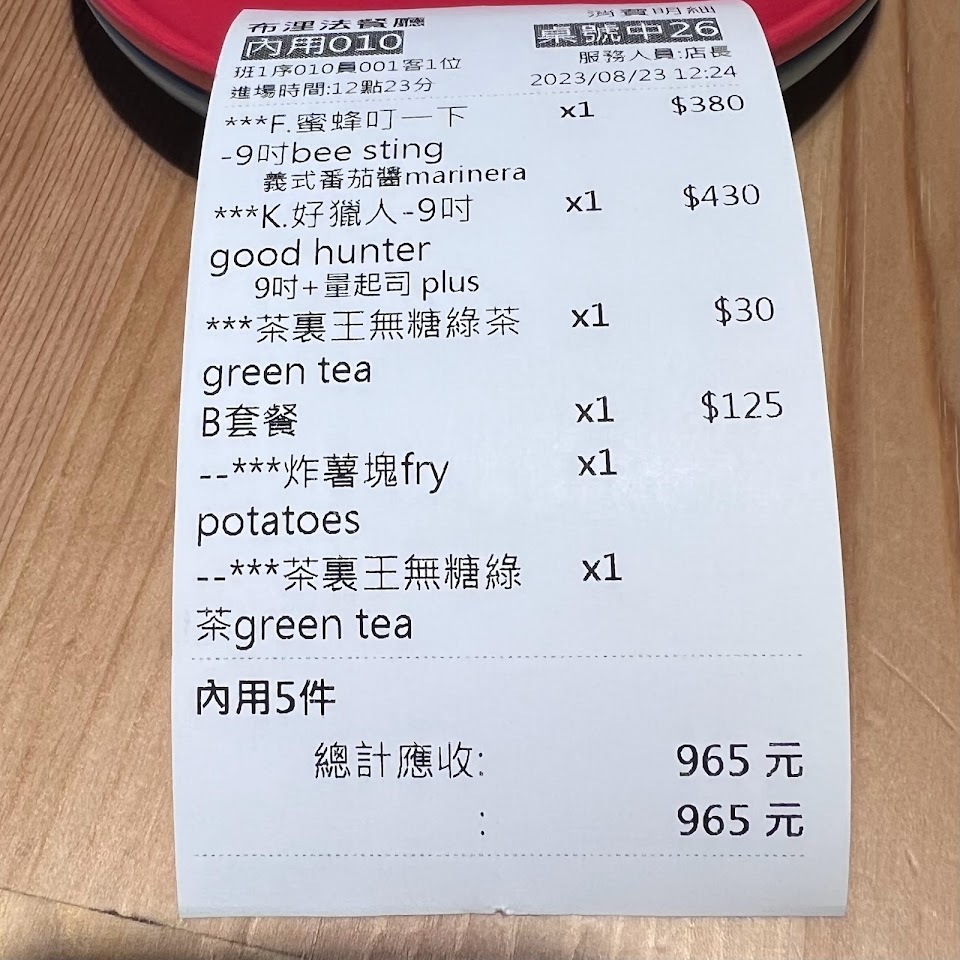 布浬法餐廳 消費明細
內用010 桌號:甲26
班1序010員001客1位 服務人員:店長
進場時間:12點23分 2023/08/23 12:24
***F.蜜蜂叮一下 x1 $380
-9吋bee sting
義式番茄醬marinera
***K.好獵人-9吋 x1 $430
good hunter
9吋+量起司 plus
***茶裏王無糖綠茶 x1 $30
green tea
B套餐 x1 $125
--***炸薯塊fry x1
potatoes
--***茶裏王無糖綠 x1
茶green tea
內用5件
總計應收: 965 元
: 965 元